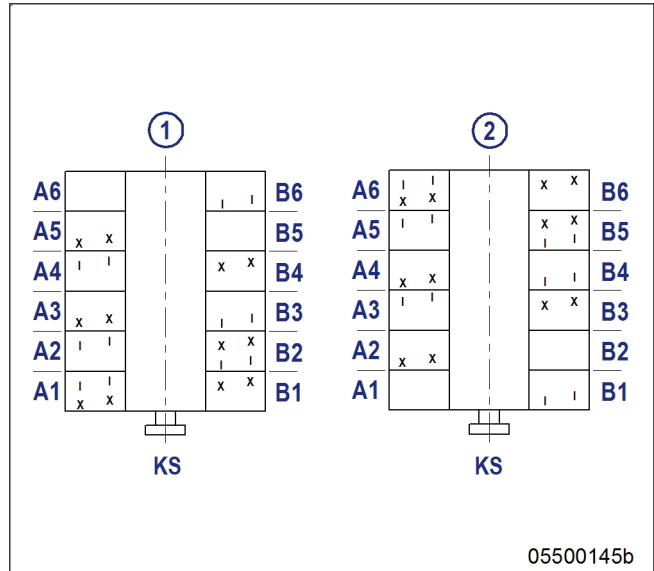 1
A6 I I B6
A5 x x B5
A4 I I x x B4
A3 x x I I B3
A2 I I x x I I B2
A1 I I x x x x B1
KS
2
A6 I I x x x x B6
A5 I I x x I I B5
A4 x x I I B4
A3 I I x x B3
A2 x x B2
A1 I I B1
KS
05500145b